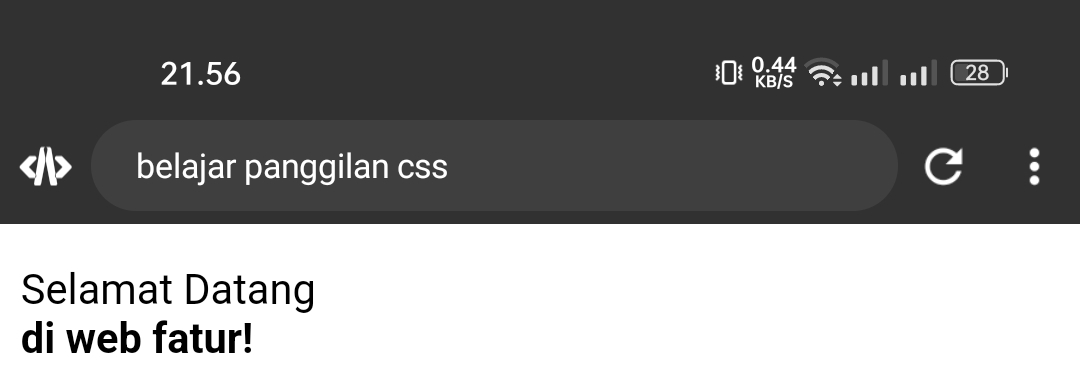 21.56
0.44
KB/S
28
belajar panggilan css
Selamat Datang
di web fatur!